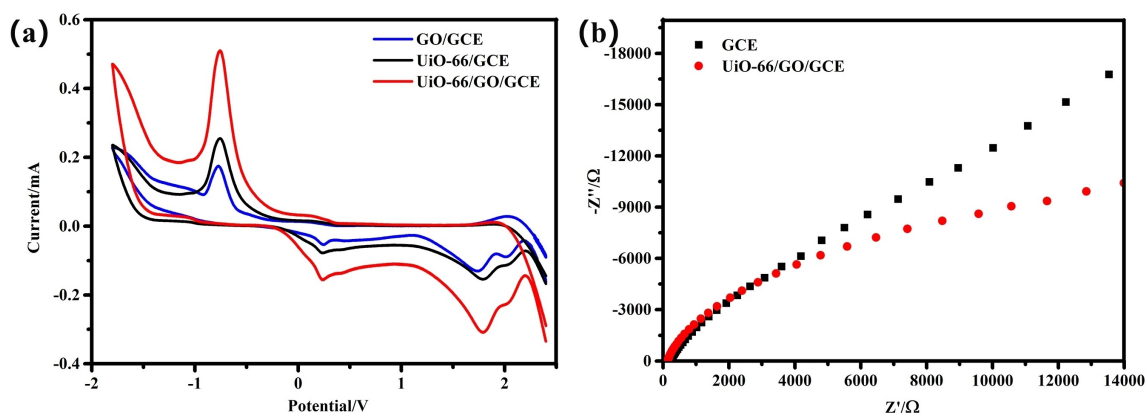 (a)
GO/GCE
UiO-66/GCE
UiO-66/GO/GCE
0.6
0.4
0.2
0.0
-0.2
-0.4
Current/mA
-2
-1
0
1
2
Potential/V
(b)
GCE
UiO-66/GO/GCE
-18000
-15000
-12000
-9000
-6000
-3000
0
-Z''/Ω
0
2000
4000
6000
8000
10000
12000
14000
Z'/Ω